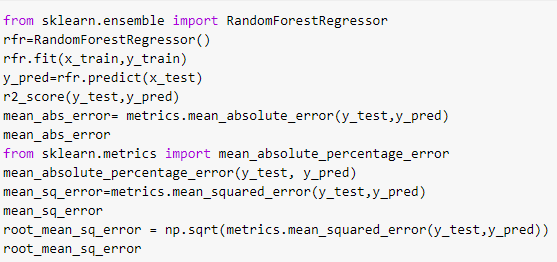 from sklearn.ensemble import RandomForestRegressor
rfr=RandomForestRegressor()
rfr.fit(x_train,y_train)
y_pred=rfr.predict(x_test)
r2_score(y_test,y_pred)
mean_abs_error= metrics.mean_absolute_error(y_test,y_pred)
mean_abs_error
from sklearn.metrics import mean_absolute_percentage_error
mean_absolute_percentage_error(y_test, y_pred)
mean_sq_error=metrics.mean_squared_error(y_test,y_pred)
mean_sq_error
root_mean_sq_error = np.sqrt(metrics.mean_squared_error(y_test,y_pred))
root_mean_sq_error